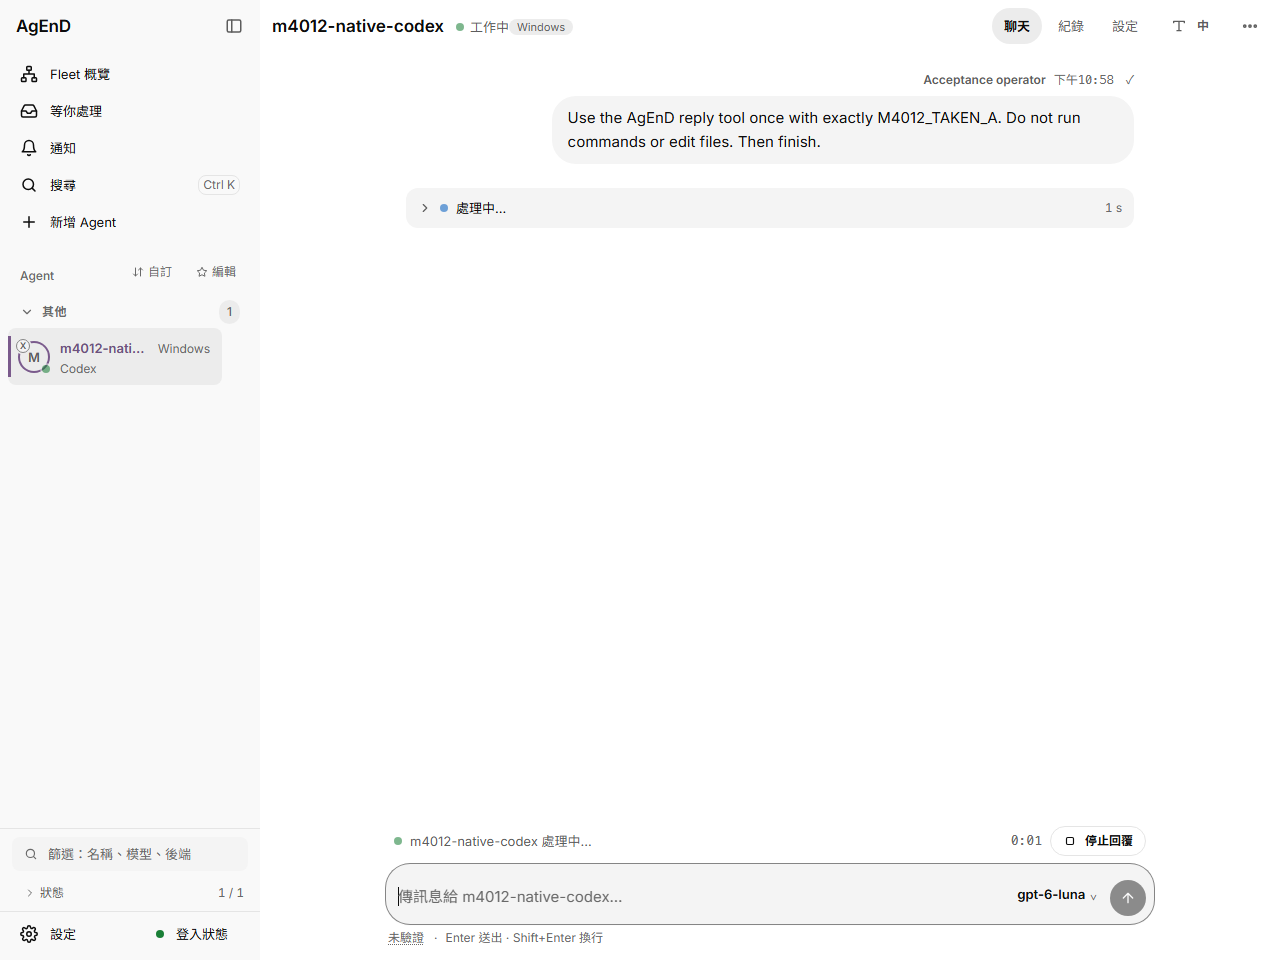 AgEnD
Fleet 概覽
等你處理
通知
搜尋 Ctrl K
新增 Agent
Agent 自訂 編輯
其他 1
X M m4012-nati... Windows
Codex
篩選：名稱、模型、後端
狀態 1 / 1
設定 登入狀態
m4012-native-codex 工作中 Windows
聊天 紀錄 設定 T 中
Acceptance operator 下午10:58 ✓
Use the AgEnD reply tool once with exactly M4012_TAKEN_A. Do not run
commands or edit files. Then finish.
處理中... 1 s
m4012-native-codex 處理中... 0:01 停止回覆
傳訊息給 m4012-native-codex... gpt-6-luna
未驗證 · Enter 送出 · Shift+Enter 換行